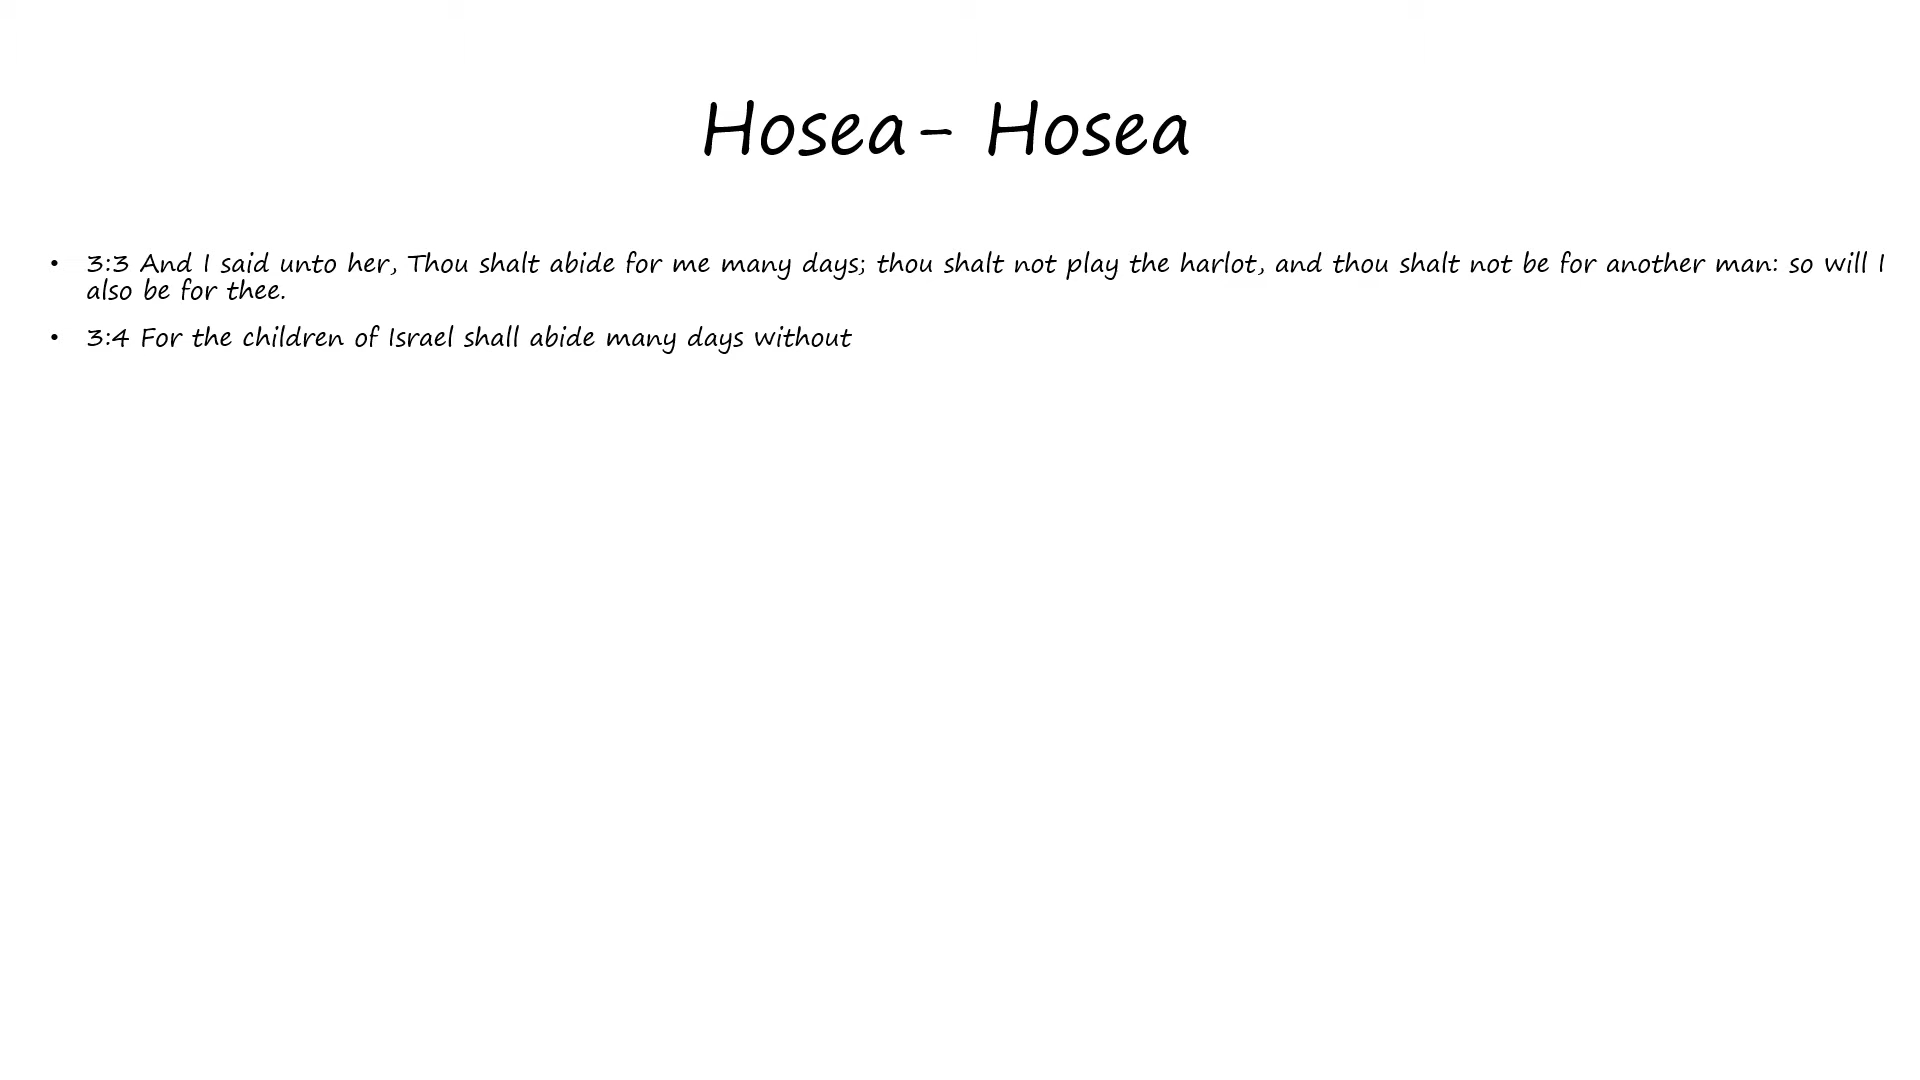 Hosea- Hosea
• 3:3 And I said unto her, Thou shalt abide for me many days; thou shalt not play the harlot, and thou shalt not be for another man: so will I
also be for thee.
• 3:4 For the children of Israel shall abide many days without